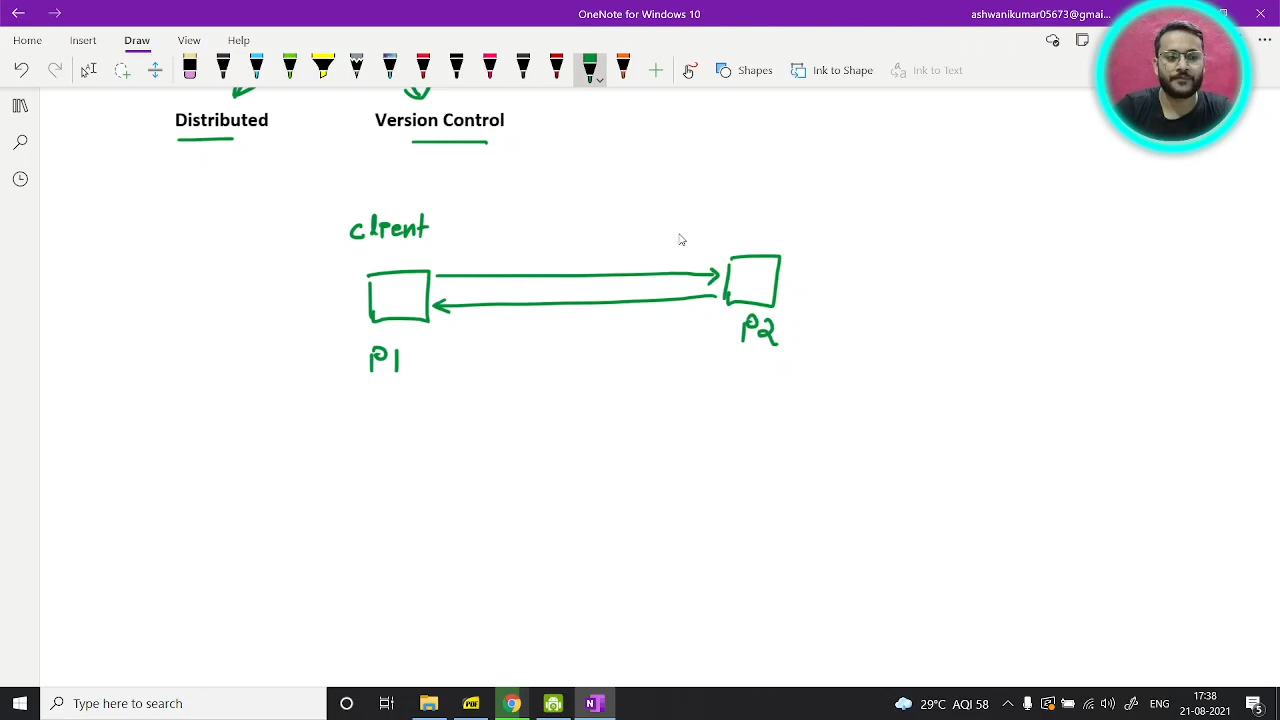 OneNote for Windows 10
ashwanikumar05673@gmai...
Home Insert Draw View Help
Shapes Ink to Shape Ink to Text
Distributed Version Control
client
P1
P2
Type here to search
29°C AQI 58
17:38
21-08-2021